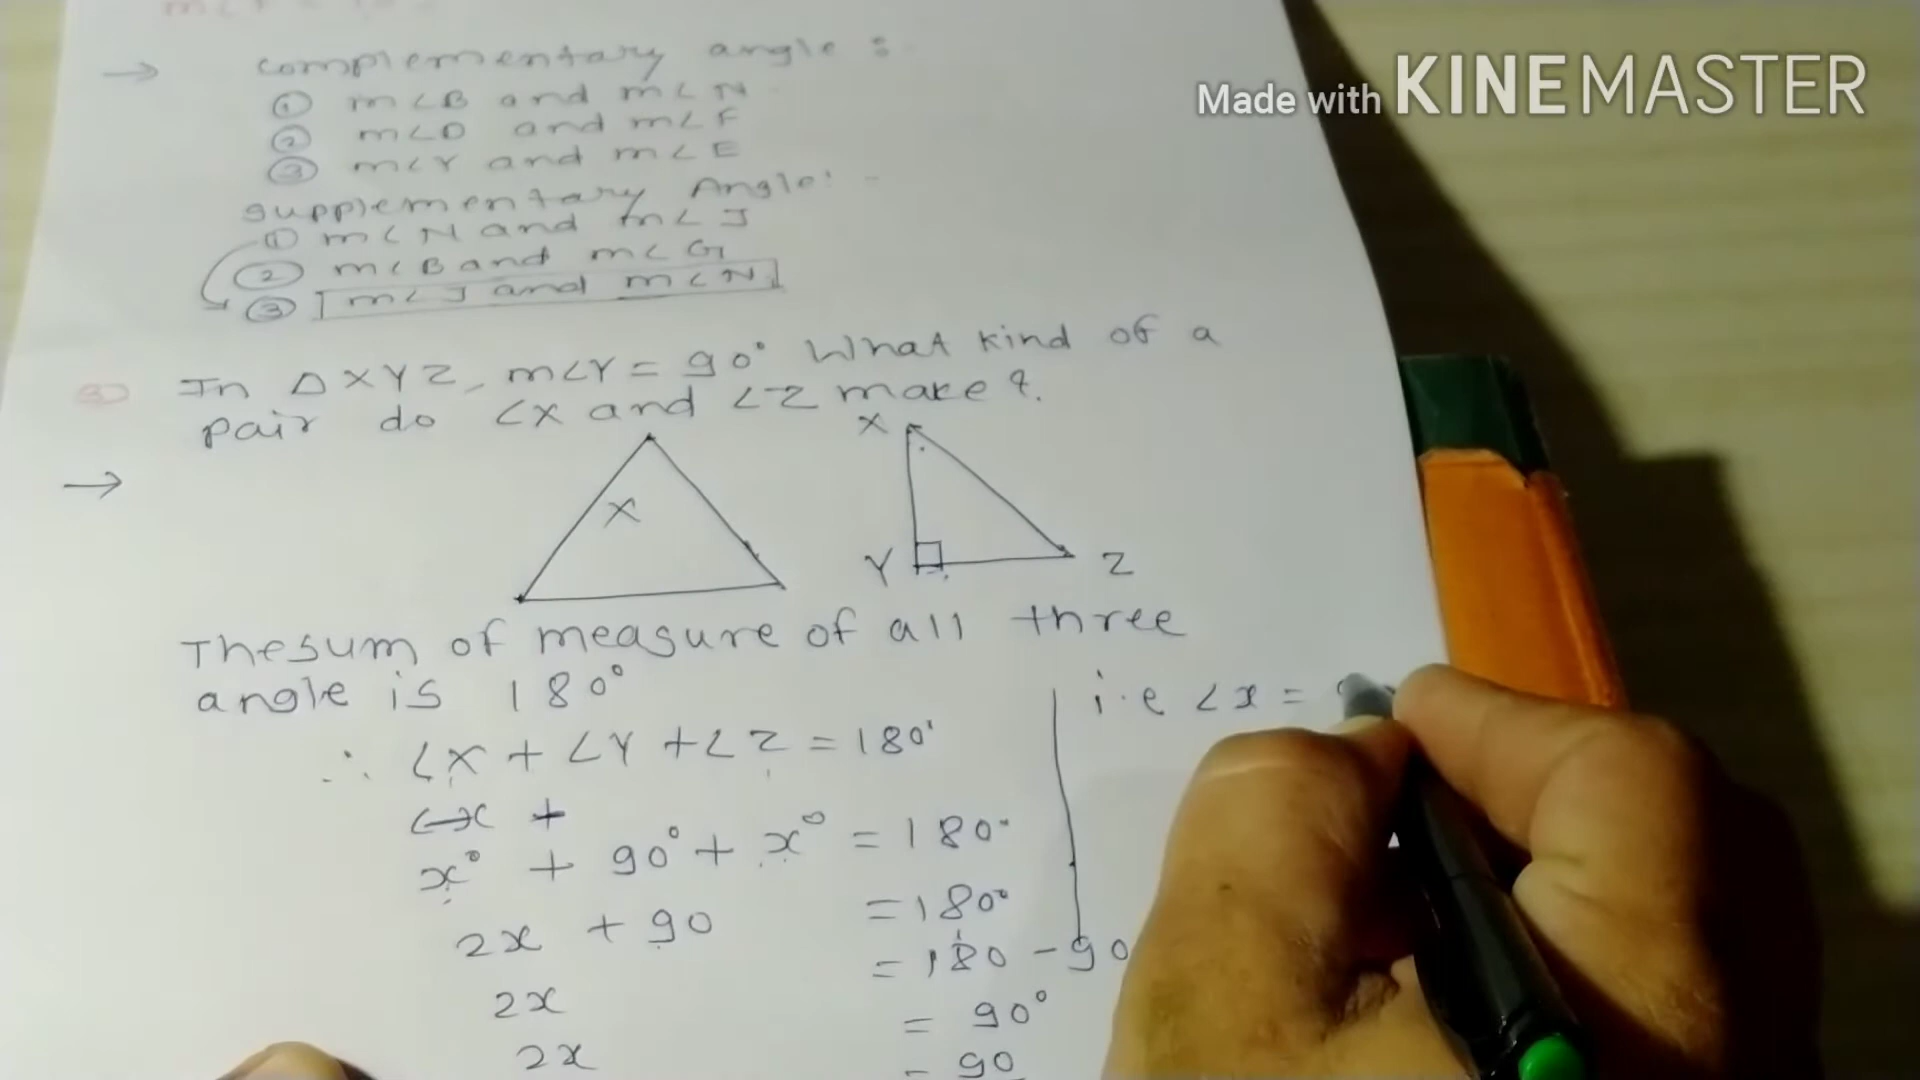 Made with KINEMASTER
→ complementary angle :
① m∠B and m∠N
② m∠D and m∠F
③ m∠Y and m∠E
supplementary Angle: -
① m∠N and m∠J
② m∠B and m∠G
③ m∠J and m∠N
3) In △XYZ, m∠Y = 90° What kind of a
pair do ∠X and ∠Z make ?.
→
X
X
Y
Z
The sum of measure of all three
angle is 180°
∴ ∠X + ∠Y + ∠Z = 180°
∠x +
x° + 90° + x° = 180°
2x + 90 = 180°
2x = 180 - 90
2x = 90°
90
i.e ∠x =